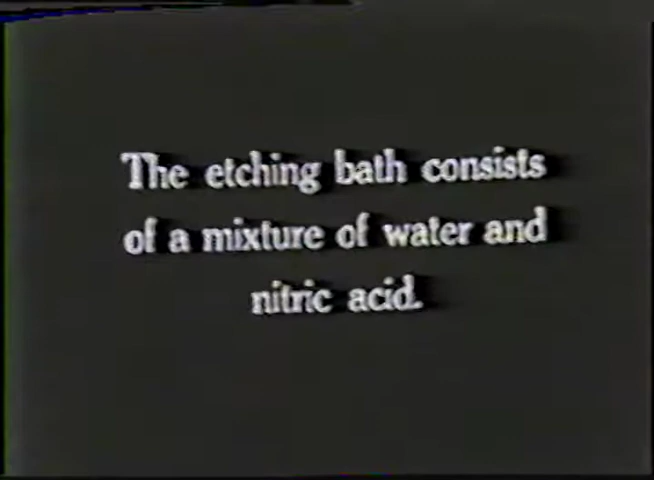 The etching bath consists
of a mixture of water and
nitric acid.